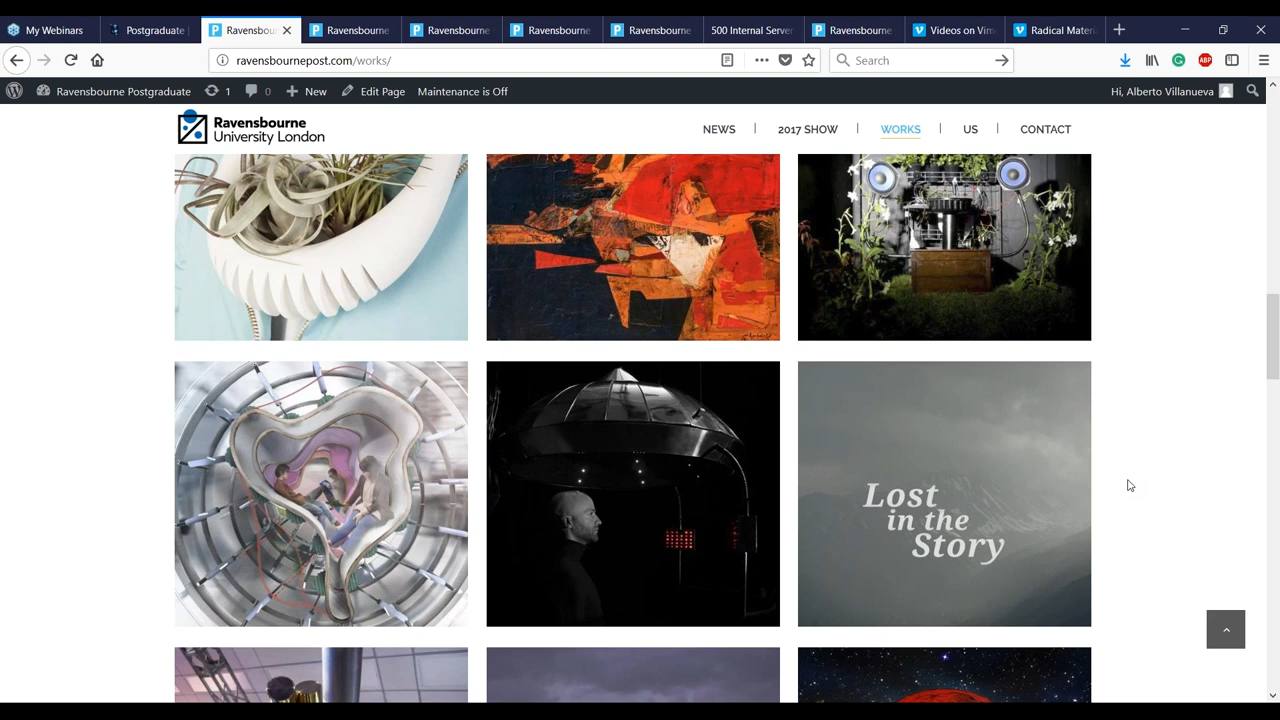 My Webinars
Postgraduate |
Ravensbou
Ravensbourne
Ravensbourne
Ravensbourne
Ravensbourne
500 Internal Server
Ravensbourne
Videos on Vim
Radical Materi
ravensbournepost.com/works/
Search
ABP
Ravensbourne Postgraduate
1
0
New
Edit Page
Maintenance is Off
Hi, Alberto Villanueva
Ravensbourne
University London
NEWS
2017 SHOW
WORKS
US
CONTACT
Lost
in the
Story